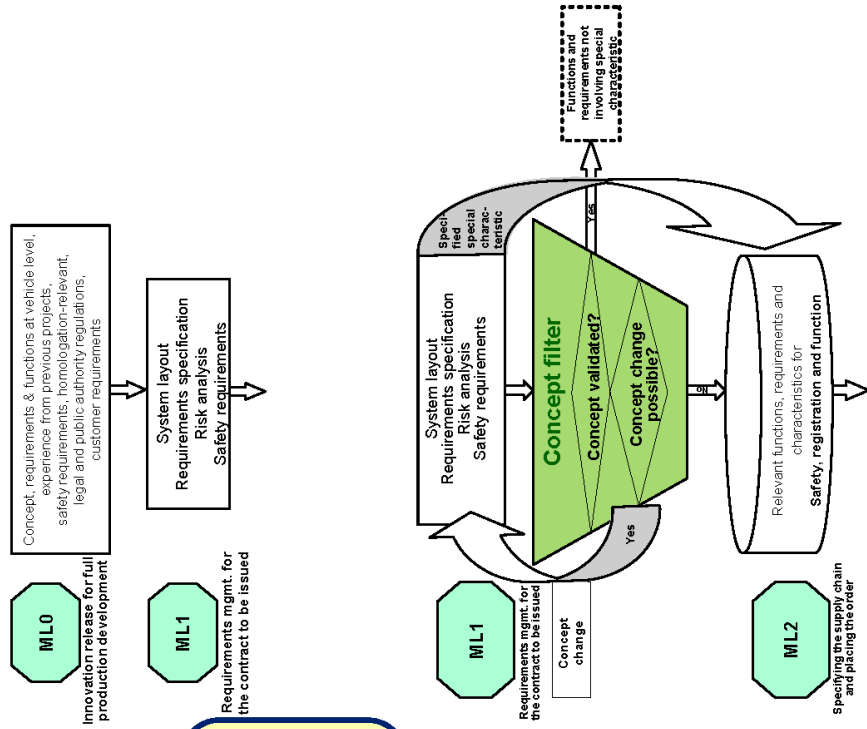 ML0
Innovation release for full
production development
Concept, requirements & functions at vehicle level,
experience from previous projects,
safety requirements, homologation-relevant,
legal and public authority regulations,
customer requirements
ML1
Requirements mgmt. for
the contract to be issued
System layout
Requirements specification
Risk analysis
Safety requirements
ML1
Requirements mgmt. for
the contract to be issued
System layout
Requirements specification
Risk analysis
Safety requirements
Speci-
fied
special
charac-
teristic
Concept
change
Yes
Concept filter
Concept validated?
Concept change
possible?
Yes
Functions and
requirements not
involving special
characteristic
no
ML2
Specifying the supply chain
and placing the order
Relevant functions, requirements and
characteristics for
Safety, registration and function